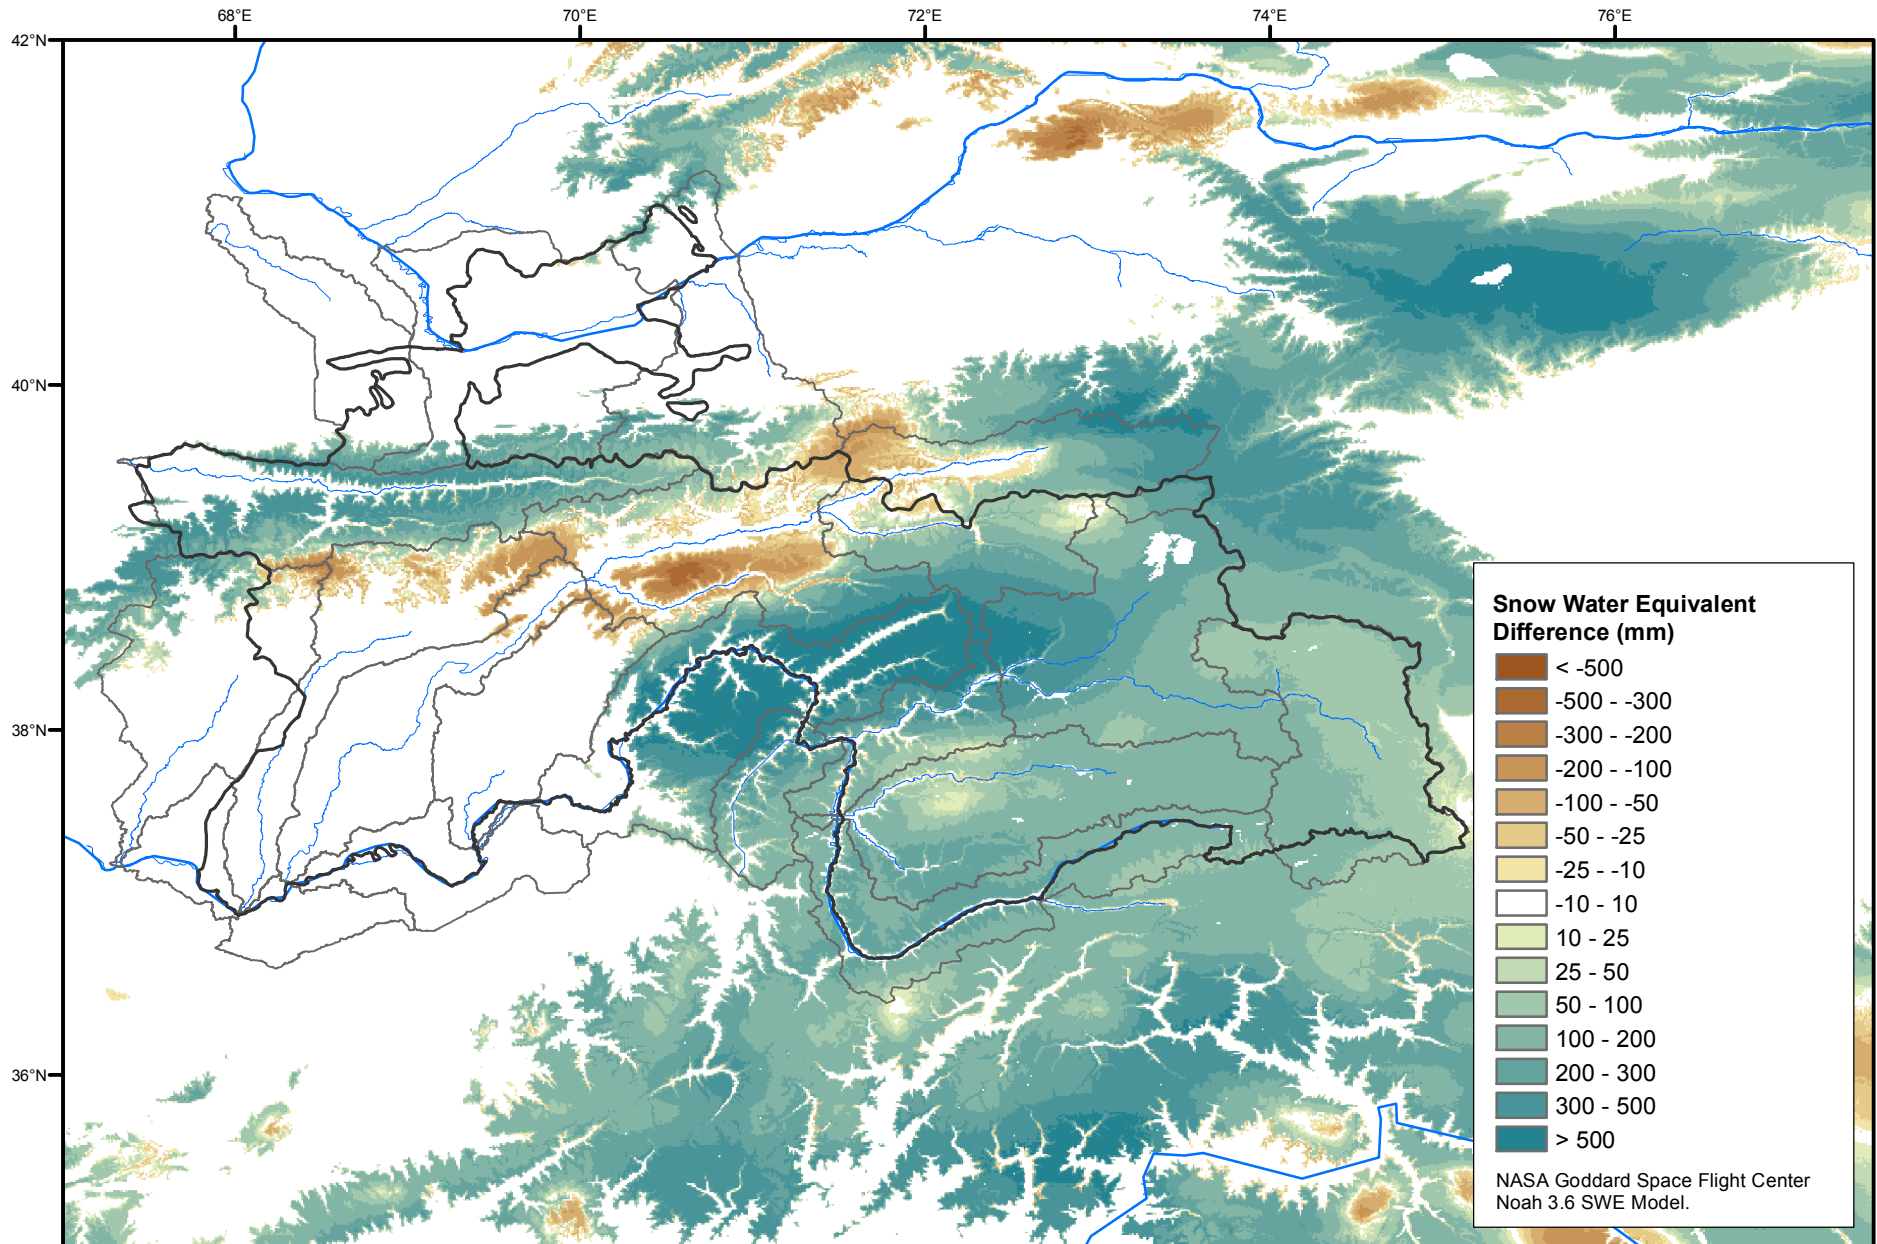 68°E
70°E
72°E
74°E
76°E
42°N
40°N
38°N
36°N
Snow Water Equivalent
Difference (mm)
< -500
-500 - -300
-300 - -200
-200 - -100
-100 - -50
-50 - -25
-25 - -10
-10 - 10
10 - 25
25 - 50
50 - 100
100 - 200
200 - 300
300 - 500
> 500
NASA Goddard Space Flight Center
Noah 3.6 SWE Model.